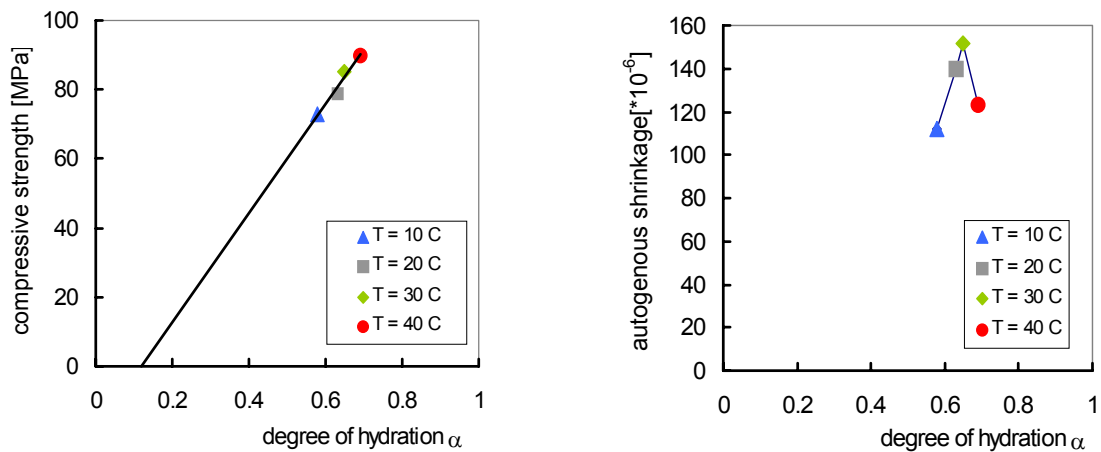 compressive strength [MPa]
100
80
60
40
20
0
0 0.2 0.4 0.6 0.8 1
degree of hydration α
T = 10 C
T = 20 C
T = 30 C
T = 40 C
autogenous shrinkage[*10-6]
160
140
120
100
80
60
40
20
0
0 0.2 0.4 0.6 0.8 1
degree of hydration α
T = 10 C
T = 20 C
T = 30 C
T = 40 C